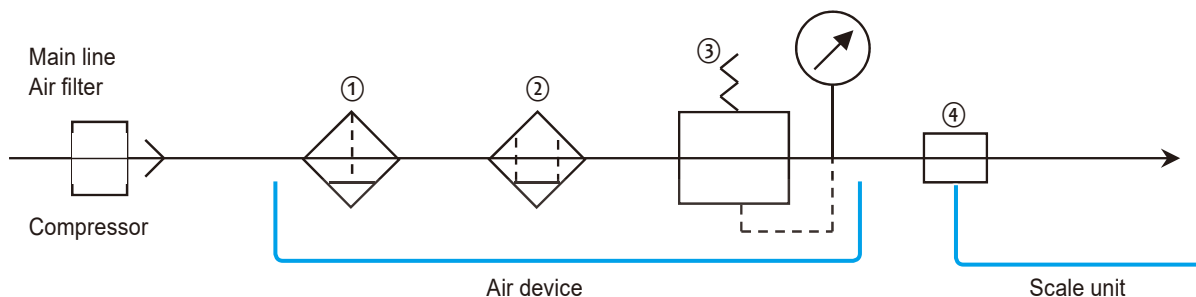 Main line
Air filter
①
②
③
④
Compressor
Air device
Scale unit